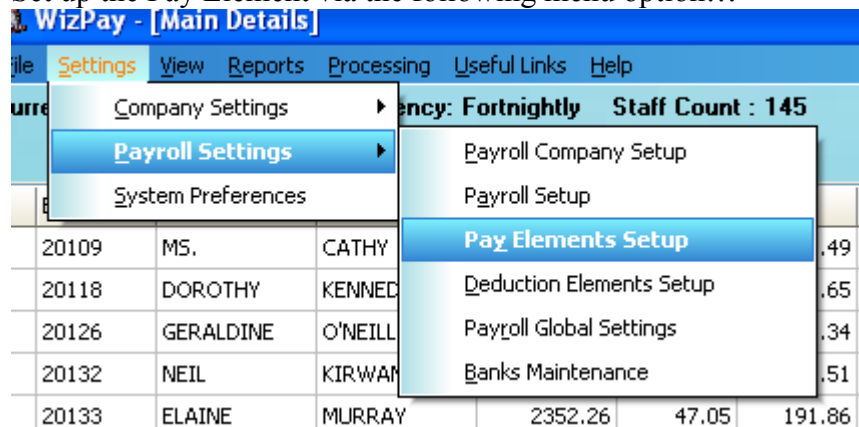 Set up the Pay Element via the following menu option…
WizPay - [Main Details]
Settings View Reports Processing Useful Links Help
Company Settings
Fortnightly Staff Count : 145
Payroll Settings
Payroll Company Setup
System Preferences
Payroll Setup
Pay Elements Setup
Deduction Elements Setup
Payroll Global Settings
Banks Maintenance
20109 MS. CATHY .49
20118 DOROTHY KENNED .65
20126 GERALDINE O'NEILL .34
20132 NEIL KIRWAN .51
20133 ELAINE MURRAY 2352.26 47.05 191.86